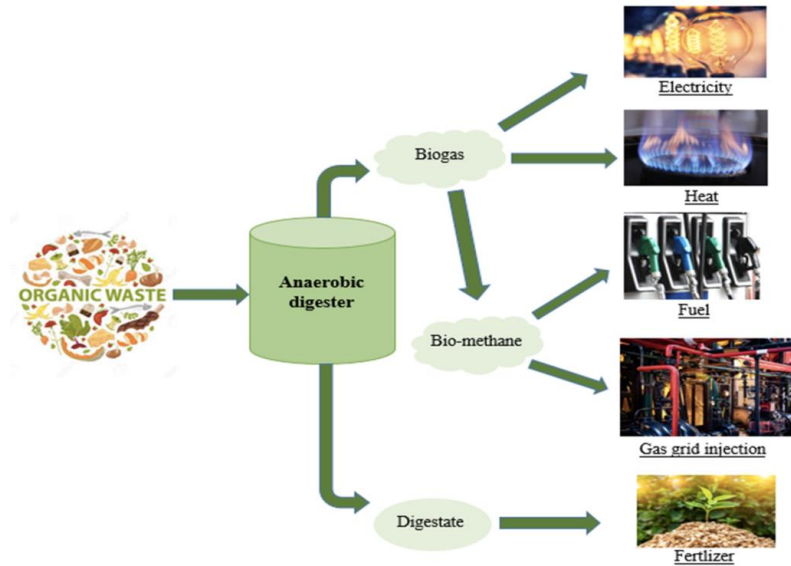 ORGANIC WASTE
Anaerobic
digester
Biogas
Bio-methane
Digestate
Electricity
Heat
Fuel
Gas grid injection
Fertlizer